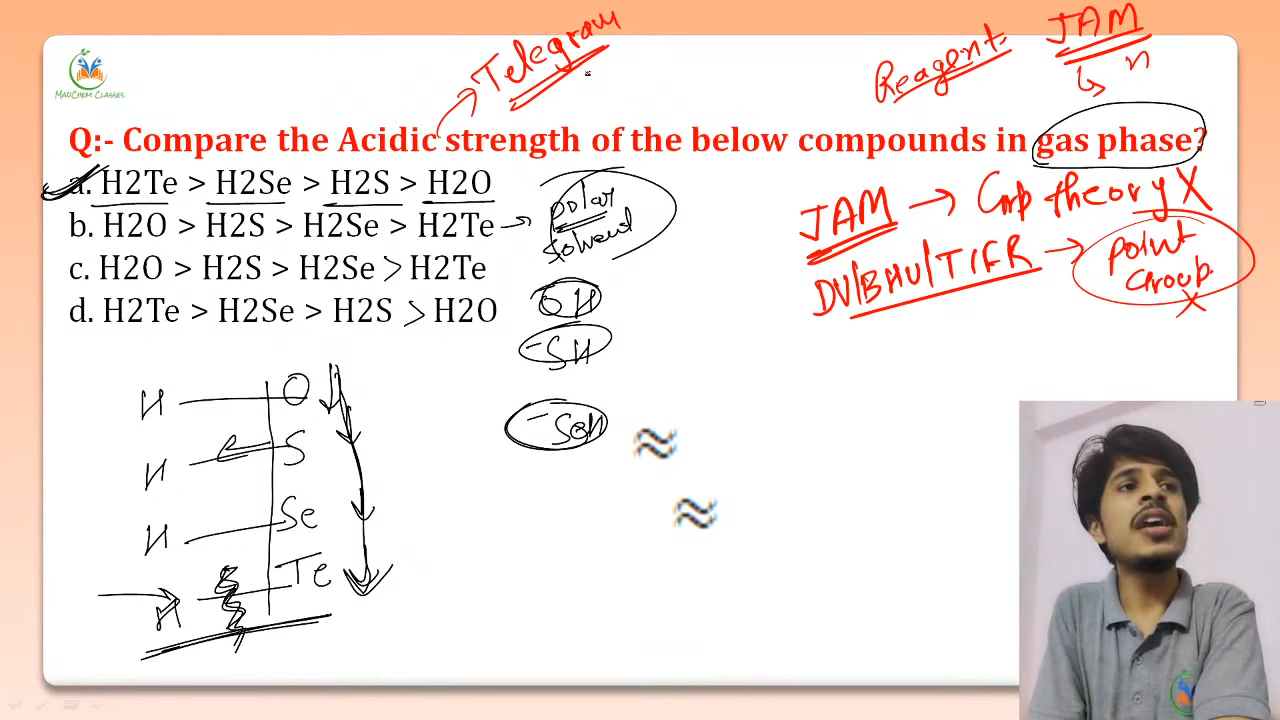 Telegram
Reagent
JAM
MADCHEM CLASSES
Q:- Compare the Acidic strength of the below compounds in gas phase?
a. H2Te > H2Se > H2S > H2O
b. H2O > H2S > H2Se > H2Te → polar solvent
c. H2O > H2S > H2Se > H2Te
d. H2Te > H2Se > H2S > H2O
JAM → Grp theory X
DU/BHU/TIFR → Point Group X
OH
-SH
-SeH
≈
≈
H O
H S
H Se
H Te